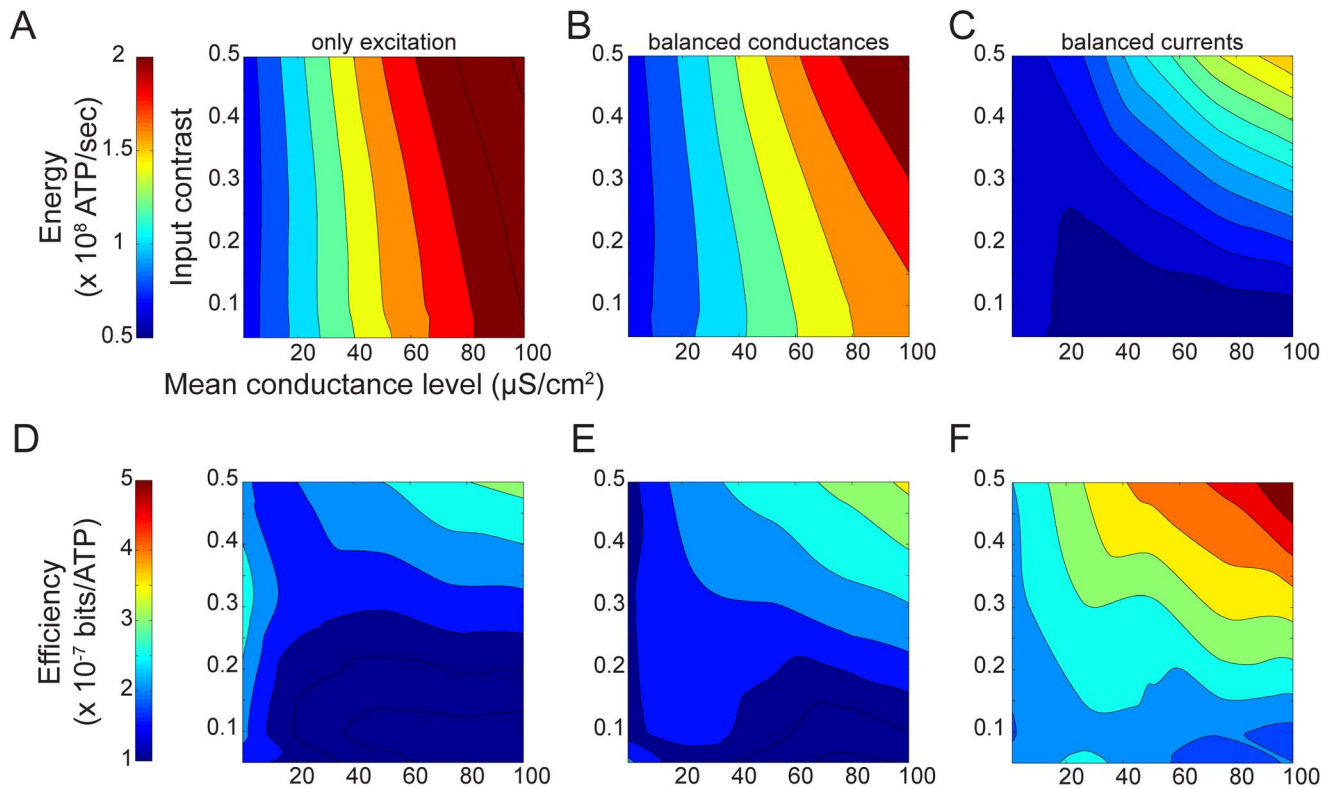 A
B
C
only excitation
balanced conductances
balanced currents
2
1.5
1
0.5
Energy
(x 10⁸ ATP/sec)
Input contrast
0.5
0.4
0.3
0.2
0.1
20 40 60 80 100
0.5
0.4
0.3
0.2
0.1
20 40 60 80 100
0.5
0.4
0.3
0.2
0.1
20 40 60 80 100
Mean conductance level (µS/cm²)
D
E
F
5
4
3
2
1
Efficiency
(x 10⁻⁷ bits/ATP)
0.5
0.4
0.3
0.2
0.1
20 40 60 80 100
0.5
0.4
0.3
0.2
0.1
20 40 60 80 100
0.5
0.4
0.3
0.2
0.1
20 40 60 80 100